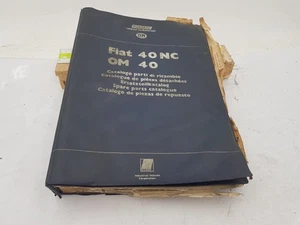 Fiat 40 NC
OM 40
Catalogo parti di ricambio
Catalogue de pièces détachées
Ersatzteilkatalog
Spare parts catalogue
Catálogo de piezas de repuesto